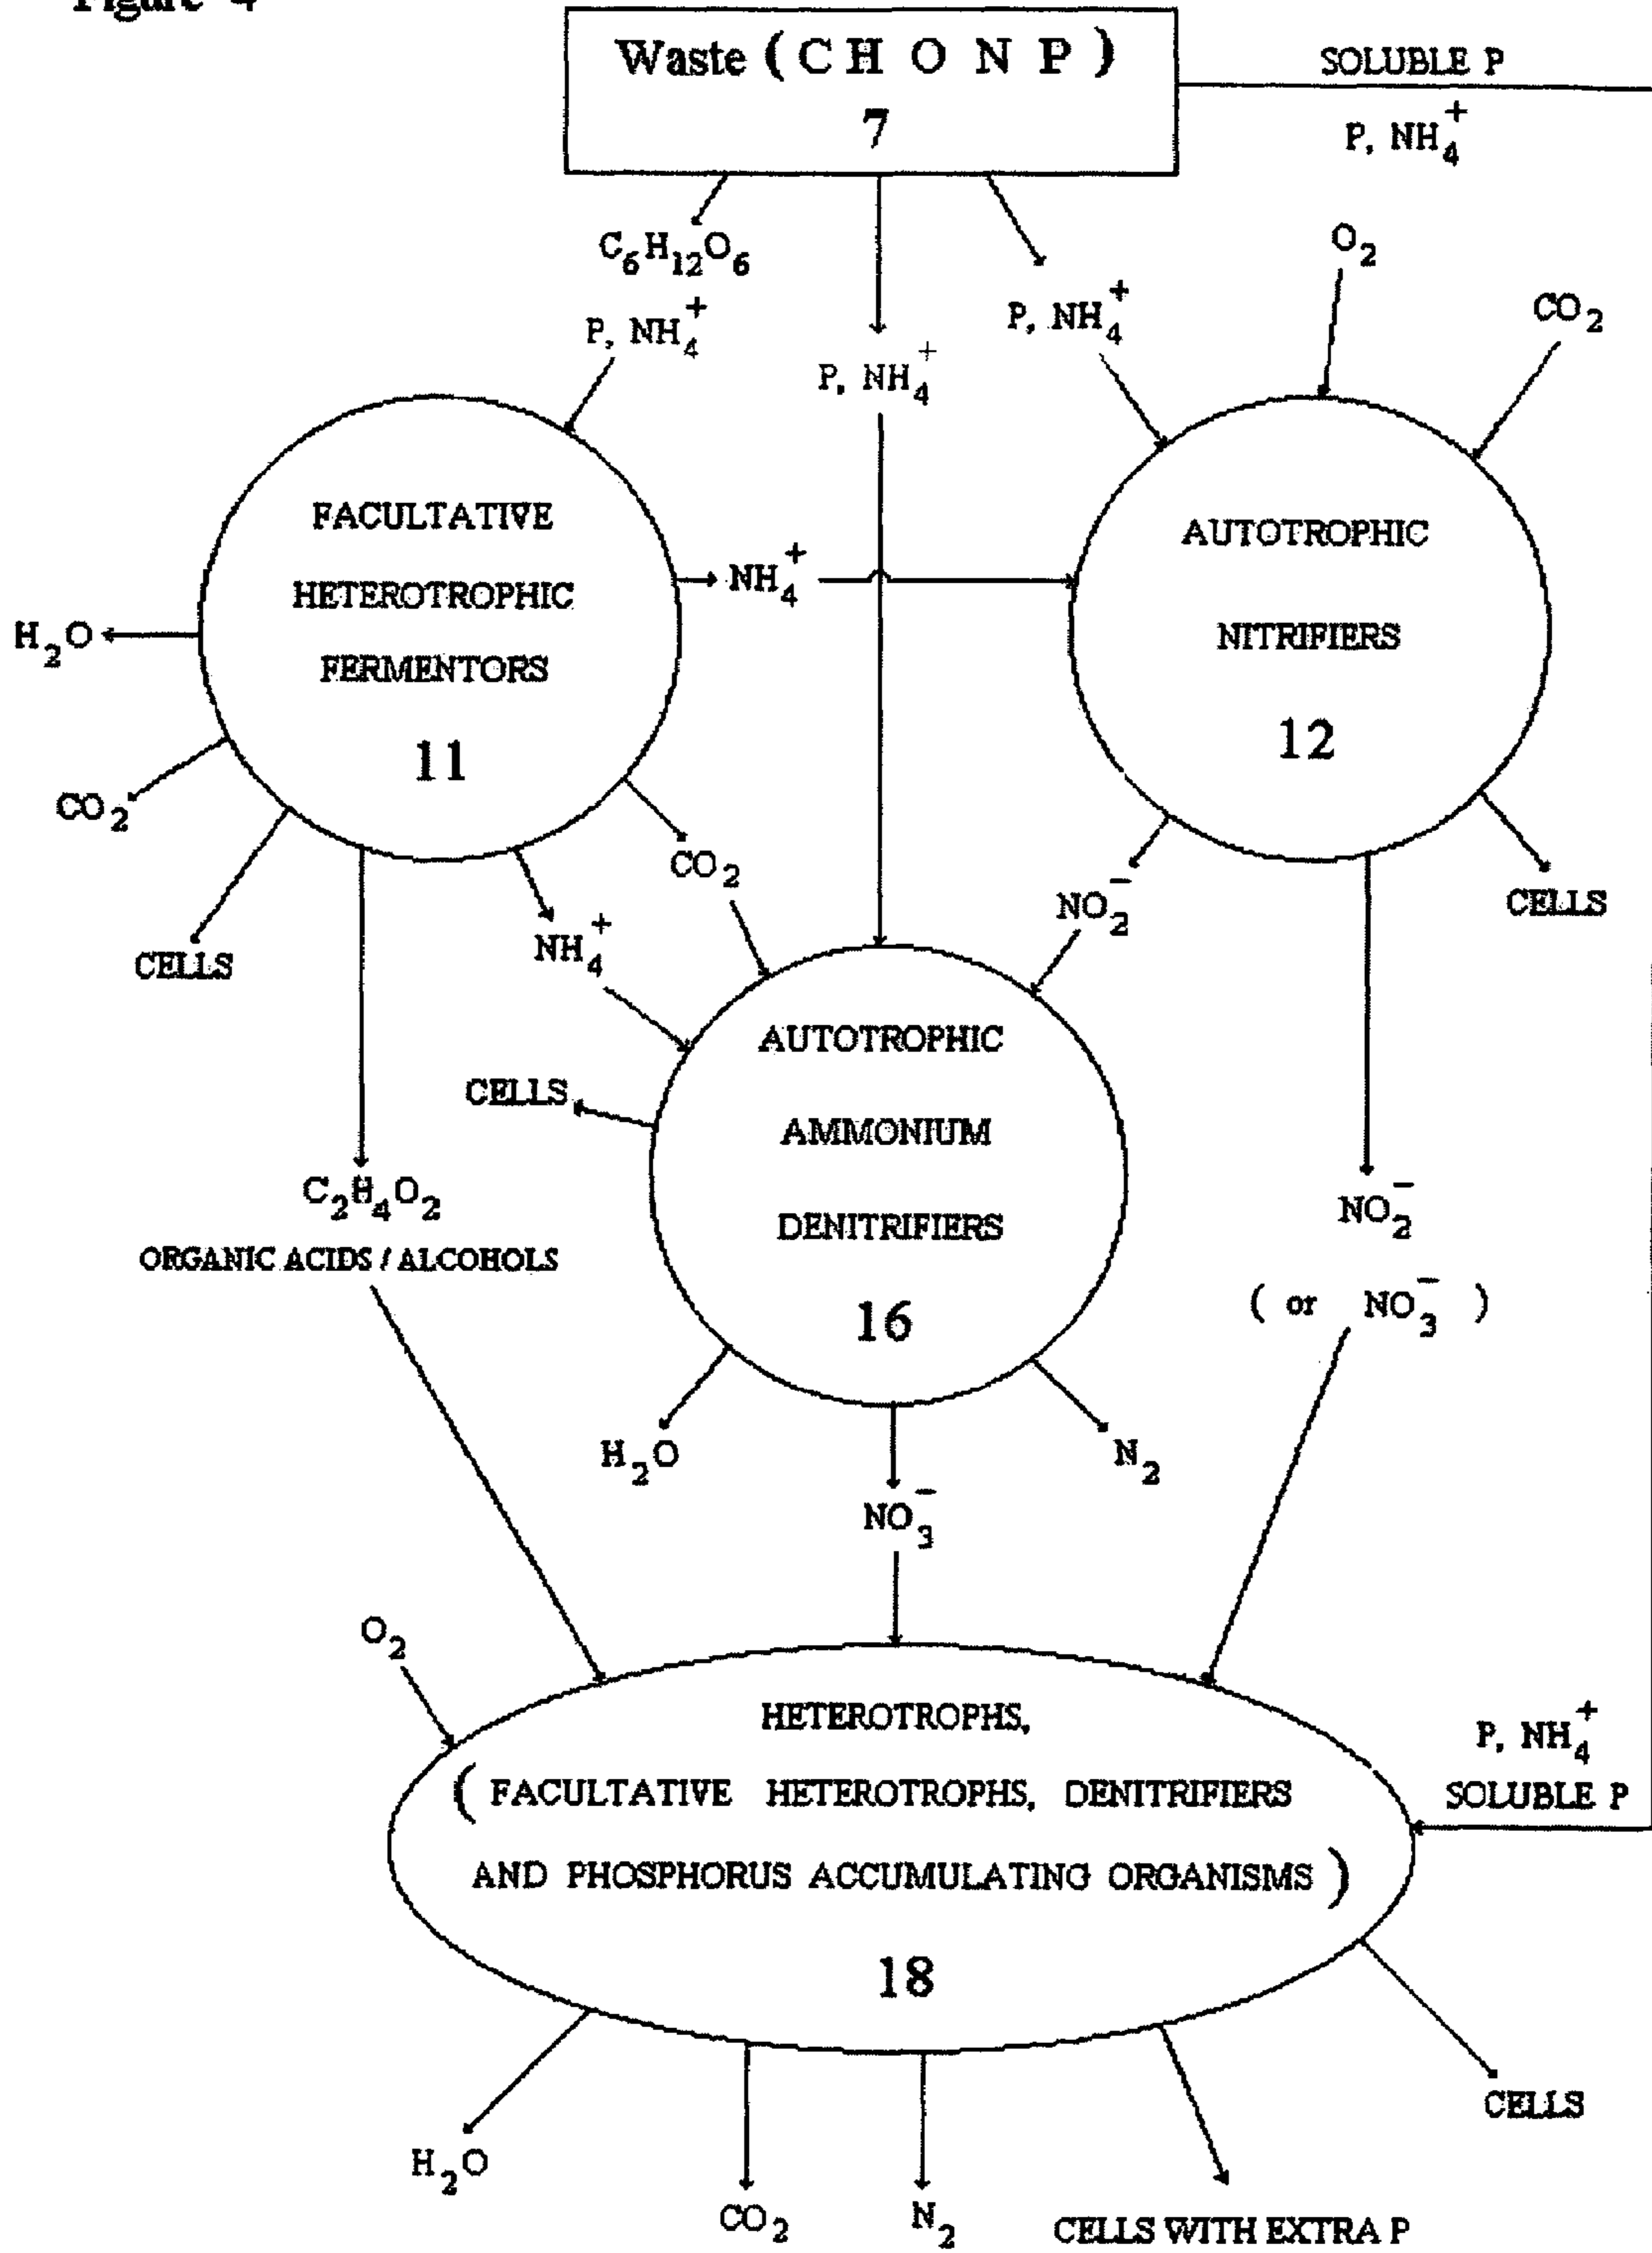 Figure 4
Waste ( C H O N P )
7
SOLUBLE P
P, NH4+
C6H12O6
P, NH4+
P, NH4+
P, NH4+
O2
CO2
FACULTATIVE
HETEROTROPHIC
FERMENTORS
11
NH4+
AUTOTROPHIC
NITRIFIERS
12
H2O
CO2
CELLS
NH4+
CO2
NO2-
CELLS
CELLS
AUTOTROPHIC
AMMONIUM
DENITRIFIERS
16
C2H4O2
ORGANIC ACIDS / ALCOHOLS
NO2-
( or NO3- )
H2O
NO3-
N2
O2
HETEROTROPHS,
( FACULTATIVE HETEROTROPHS, DENITRIFIERS
AND PHOSPHORUS ACCUMULATING ORGANISMS )
18
P, NH4+
SOLUBLE P
H2O
CO2
N2
CELLS WITH EXTRA P
CELLS